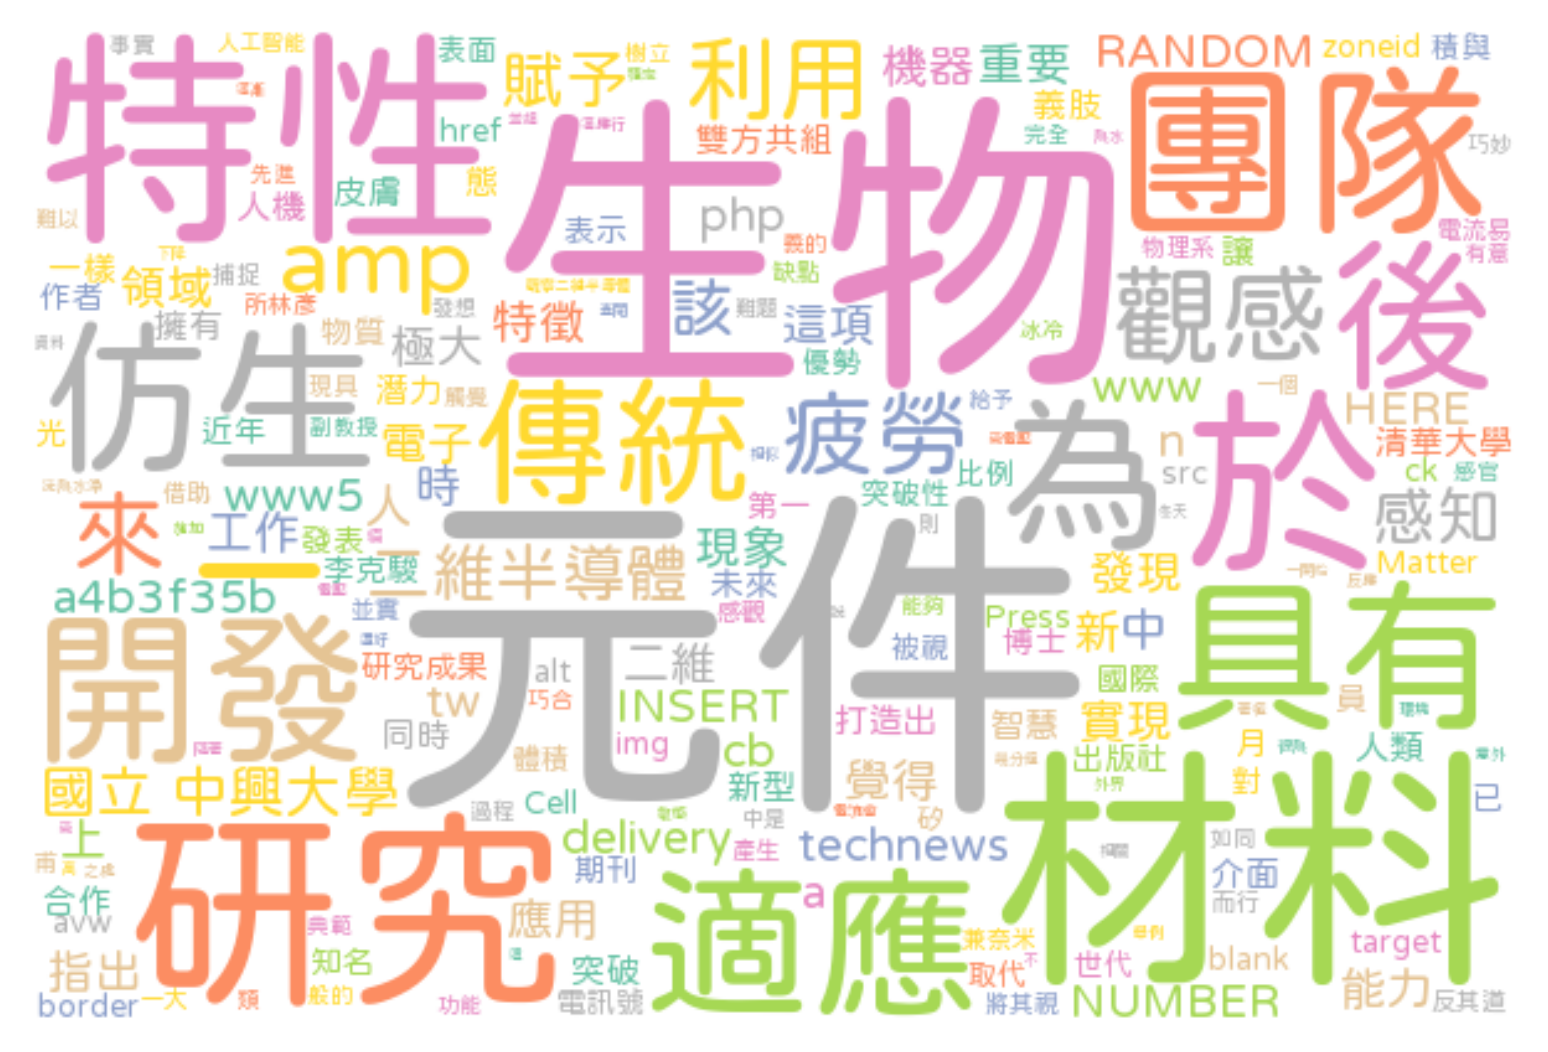 事實
人工智能
表面
樹立
利用
機器
重要
RANDOM
zoneid
積與
特性
賦予
生物
團隊
義肢
href
雙方共組
完全
巧妙
先進
人機
皮膚
態
表示
php
義的
物理系
讓
電流易
有意
難以
一樣
領域
捕捉
amp
缺點
觀感
後
作者
所林彥
發想
特徵
該
難題
這項
冰冷
擁有
物質
極大
優勢
仿生
現具
潛力
觸覺
傳統
疲勞
給予
www
一個
HERE
光
近年
副教授
電子
為
於
n
清華大學
比例
src
ck
感官
來
借助
www5
人
時
第一
突破性
感知
工作
發表
一
李克駿
二維半導體
現象
則
發現
Matter
a4b3f35b
並實
未來
感觀
元件
能夠
Press
新
中
具有
開發
研究成果
alt
二維
被視
博士
國際
tw
巧合
INSERT
員
同時
img
cb
打造出
智慧
實現
月
人類
體積
出版社
國立
中興大學
新型
覺得
對
外界
已
過程
Cell
中是
矽
材料
上
研究
delivery
產生
technews
如同
期刊
介面
合作
avw
適應
a
而行
典範
應用
兼奈米
target
指出
知名
突破
取代
世代
blank
能力
border
一大
類
般的
功能
電訊號
將其視
NUMBER
反其道